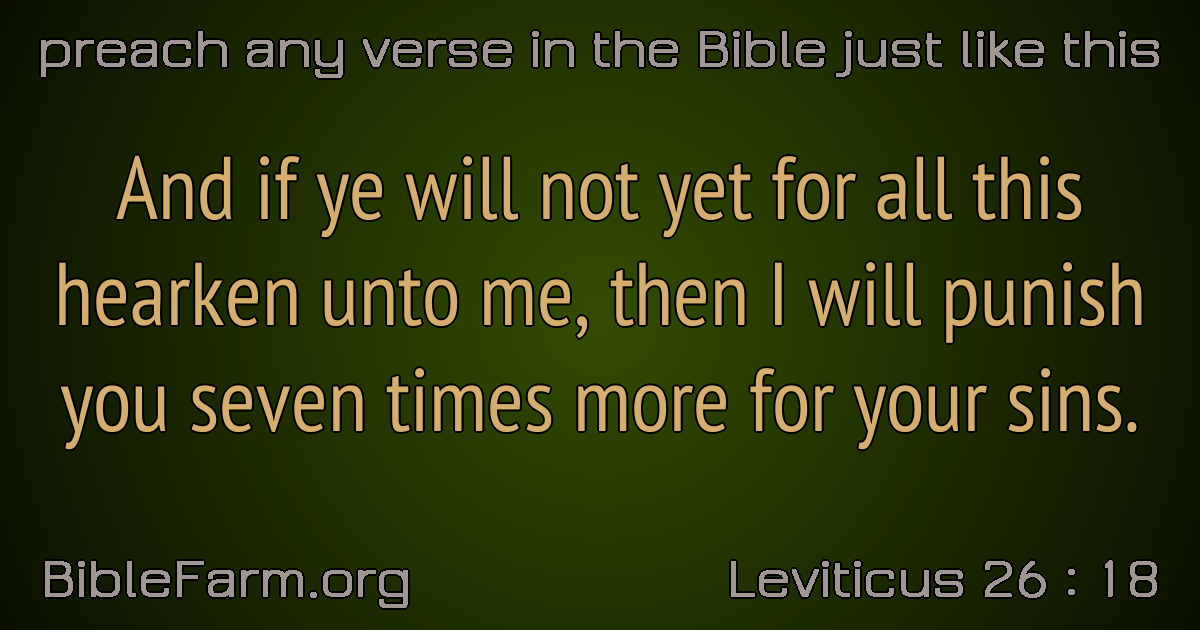 preach any verse in the Bible just like this
And if ye will not yet for all this
hearken unto me, then I will punish
you seven times more for your sins.
BibleFarm.org
Leviticus 26 : 18